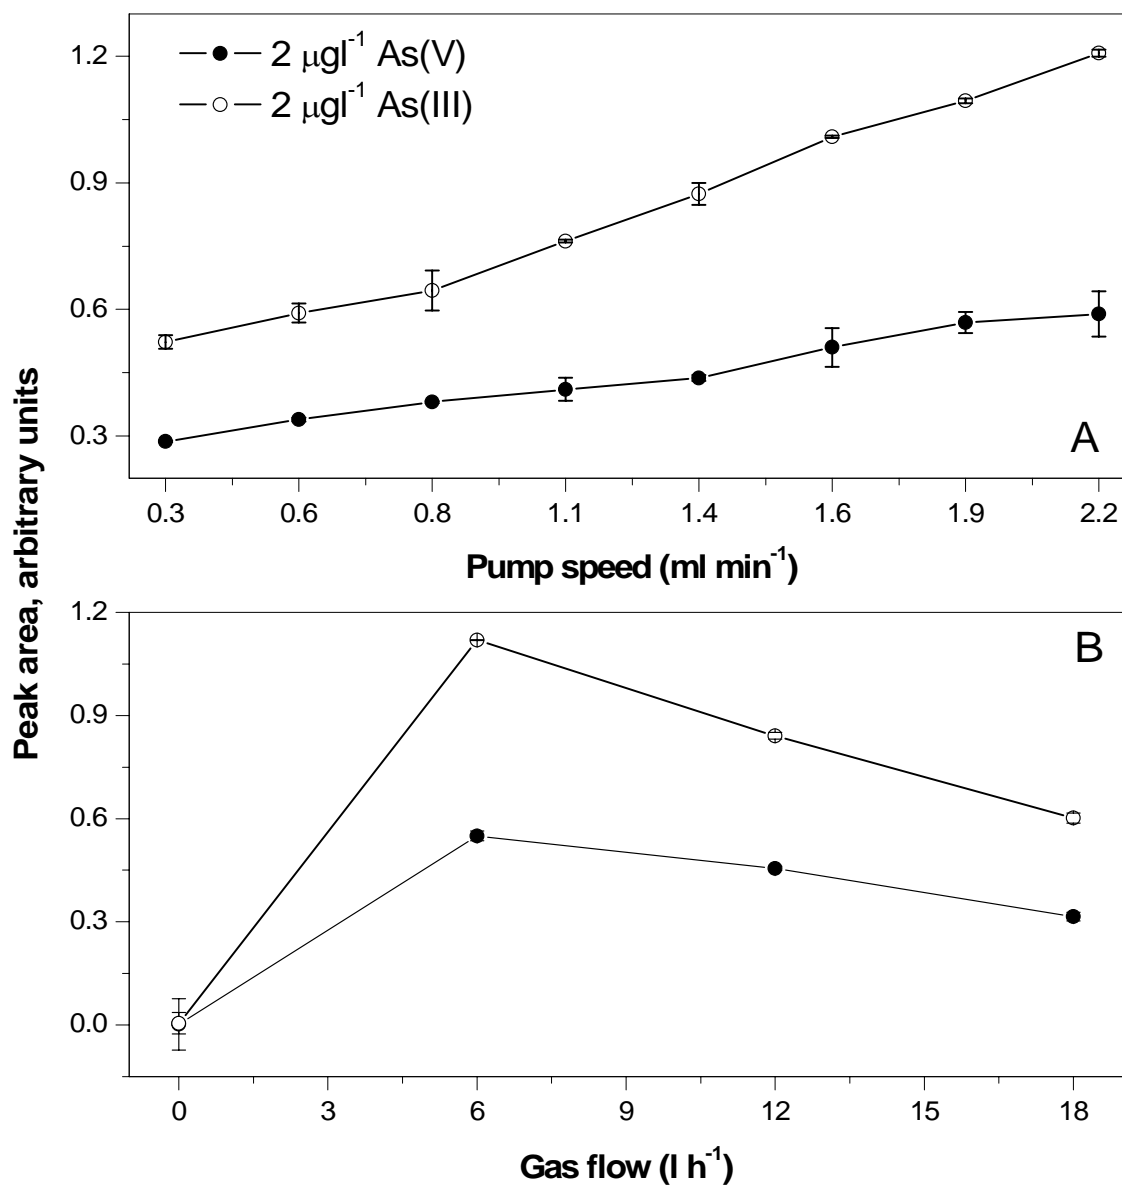 2 μgl⁻¹ As(V)
2 μgl⁻¹ As(III)
1.2
0.9
0.6
0.3
A
0.3 0.6 0.8 1.1 1.4 1.6 1.9 2.2
Pump speed (ml min⁻¹)
Peak area, arbitrary units
1.2
0.9
0.6
0.3
0.0
B
0 3 6 9 12 15 18
Gas flow (l h⁻¹)